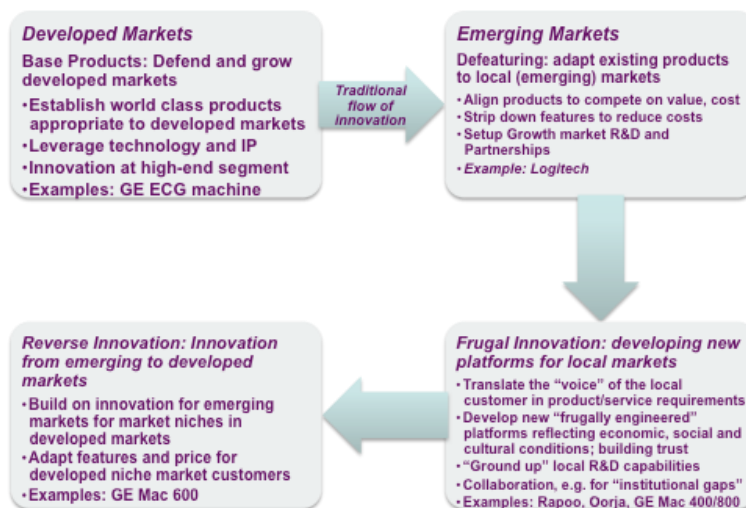 Developed Markets
Base Products: Defend and grow
developed markets
•Establish world class products
appropriate to developed markets
•Leverage technology and IP
•Innovation at high-end segment
•Examples: GE ECG machine
Traditional
flow of
innovation
Emerging Markets
Defeaturing: adapt existing products
to local (emerging) markets
•Align products to compete on value, cost
•Strip down features to reduce costs
•Setup Growth market R&D and
Partnerships
•Example: Logitech
Frugal Innovation: developing new
platforms for local markets
•Translate the “voice” of the local
customer in product/service requirements
•Develop new “frugally engineered”
platforms reflecting economic, social and
cultural conditions; building trust
•“Ground up” local R&D capabilities
•Collaboration, e.g. for “institutional gaps”
•Examples: Rapoo, Oorja, GE Mac 400/800
Reverse Innovation: Innovation
from emerging to developed
markets
•Build on innovation for emerging
markets for market niches in
developed markets
•Adapt features and price for
developed niche market customers
•Examples: GE Mac 600